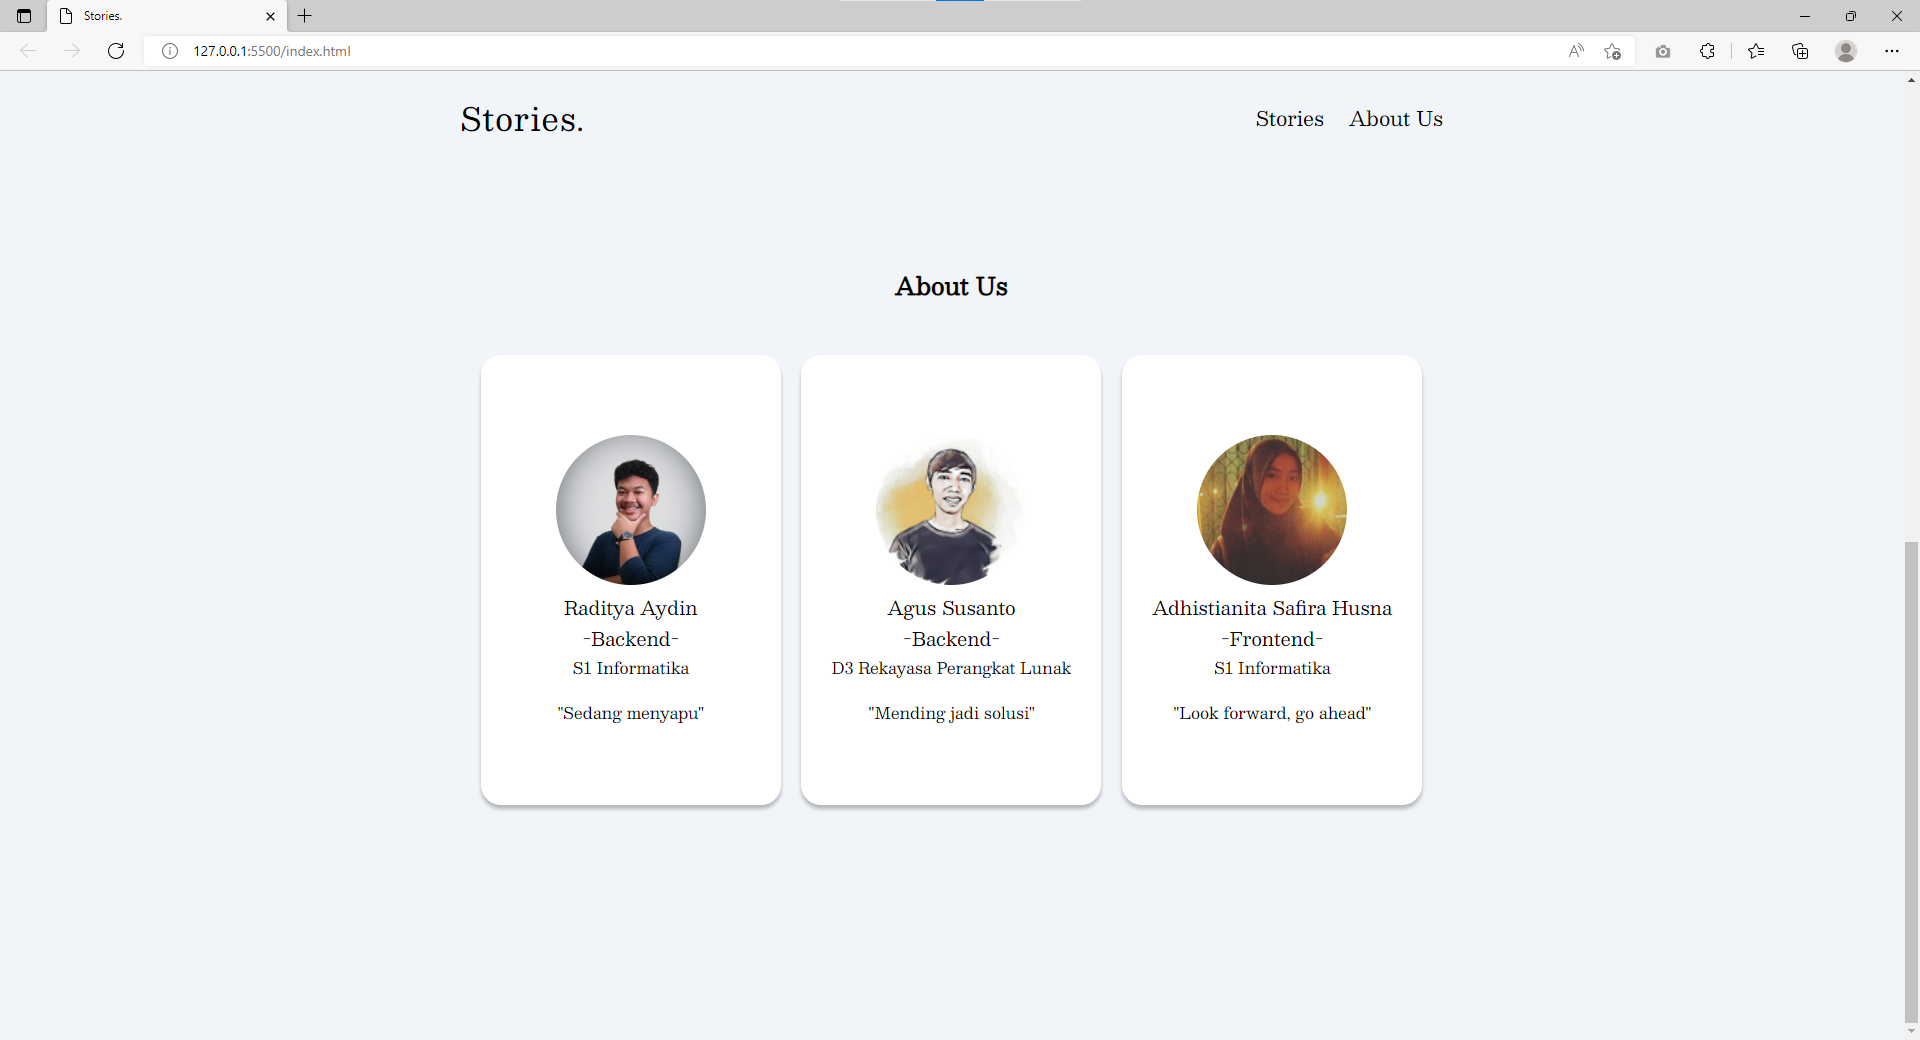 Stories.
127.0.0.1:5500/index.html
Stories.
Stories
About Us
About Us
Raditya Aydin
-Backend-
S1 Informatika
"Sedang menyapu"
Agus Susanto
-Backend-
D3 Rekayasa Perangkat Lunak
"Mending jadi solusi"
Adhistianita Safira Husna
-Frontend-
S1 Informatika
"Look forward, go ahead"